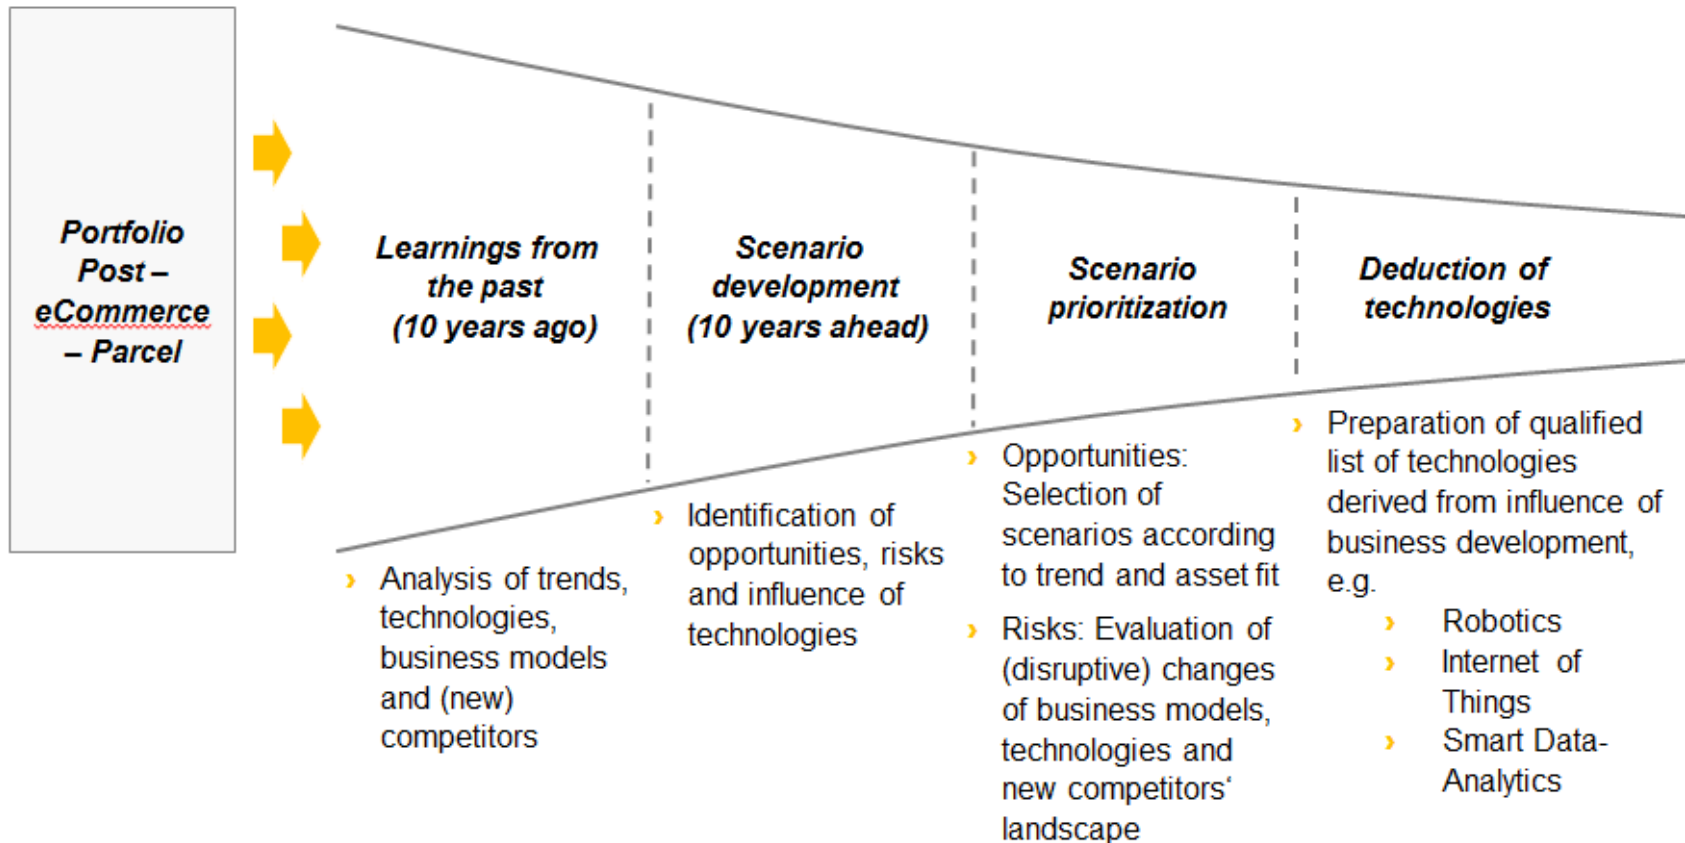 Portfolio
Post –
eCommerce
– Parcel
Learnings from
the past
(10 years ago)
Scenario
development
(10 years ahead)
Scenario
prioritization
Deduction of
technologies
› Analysis of trends,
technologies,
business models
and (new)
competitors
› Identification of
opportunities, risks
and influence of
technologies
› Opportunities:
Selection of
scenarios according
to trend and asset fit
› Risks: Evaluation of
(disruptive) changes
of business models,
technologies and
new competitors‘
landscape
› Preparation of qualified
list of technologies
derived from influence of
business development,
e.g.
› Robotics
› Internet of
Things
› Smart Data-
Analytics